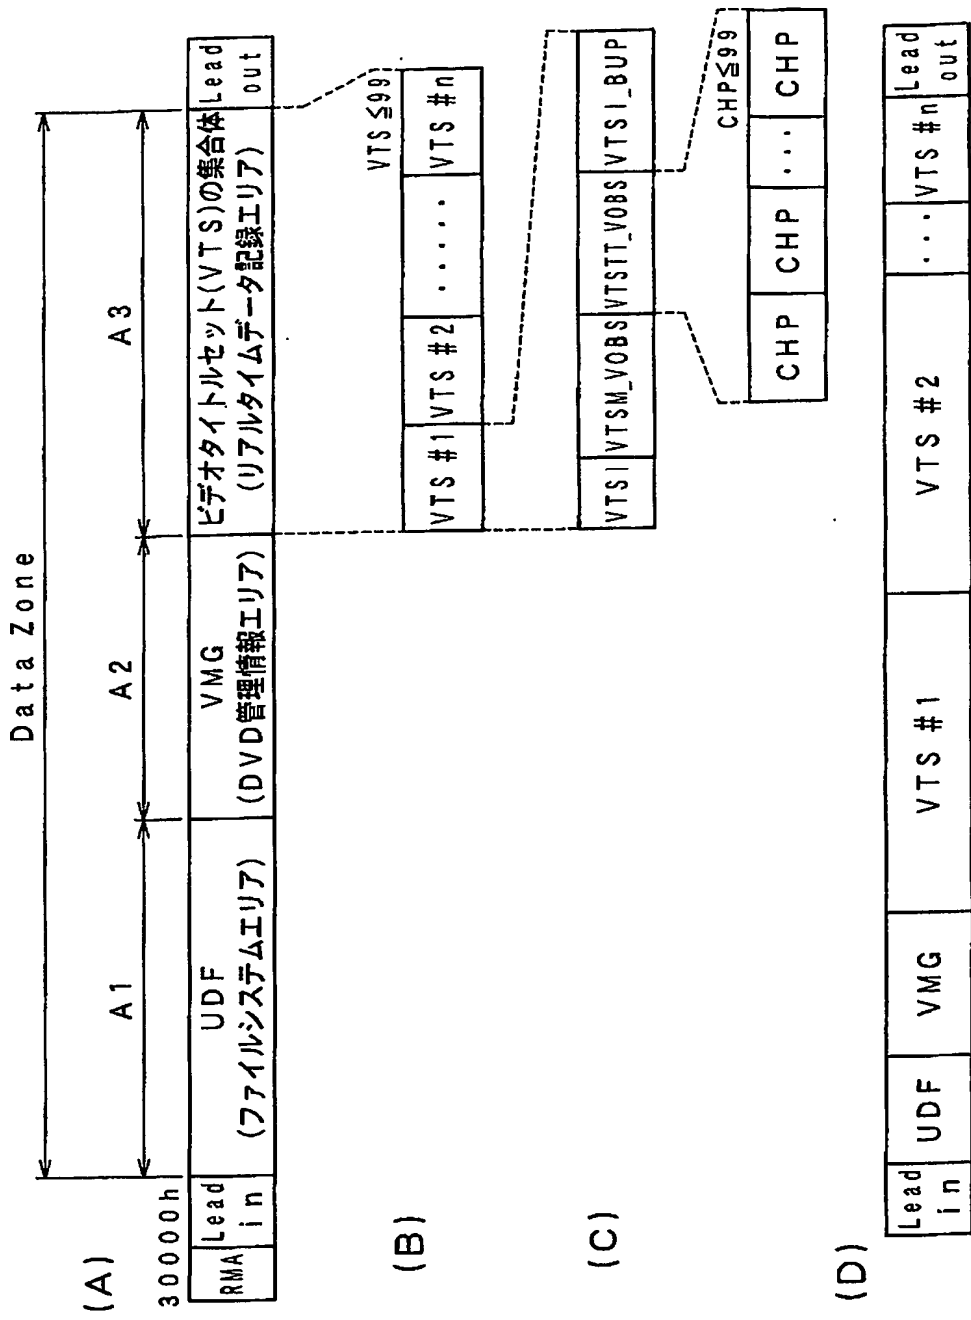 Data Zone
(A)
A1
A2
A3
30000h
RMA
Lead
in
UDF
(ファイルシステムエリア)
VMG
(DVD管理情報エリア)
ビデオタイトルセット(VTS)の集合体
(リアルタイムデータ記録エリア)
Lead
out
(B)
VTS≦99
VTS #1
VTS #2
.....
VTS #n
(C)
VTSI
VTSM_VOBS
VTSTT_VOBS
VTSI_BUP
CHP≦99
CHP
CHP
...
CHP
(D)
Lead
in
UDF
VMG
VTS #1
VTS #2
...
VTS #n
Lead
out